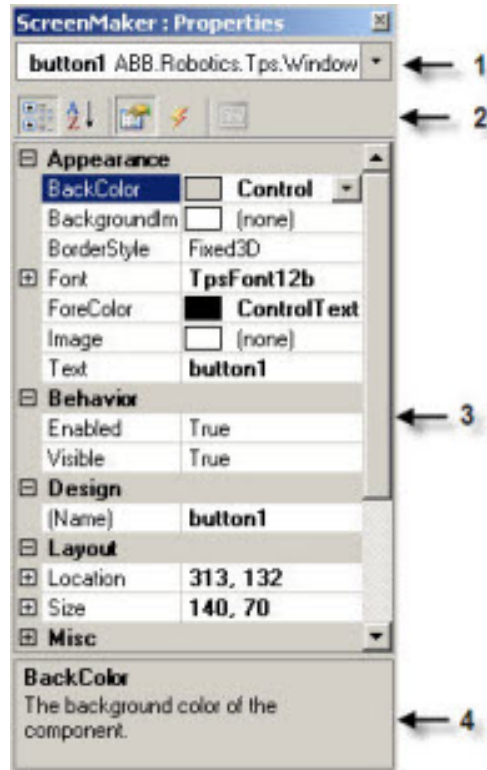 ScreenMaker : Properties
button1 ABB.Robotics.Tps.Window
1
2
Appearance
BackColor Control
BackgroundIm (none)
BorderStyle Fixed3D
Font TpsFont12b
ForeColor ControlText
Image (none)
Text button1
Behavior
3
Enabled True
Visible True
Design
(Name) button1
Layout
Location 313, 132
Size 140, 70
Misc
BackColor
The background color of the
component.
4